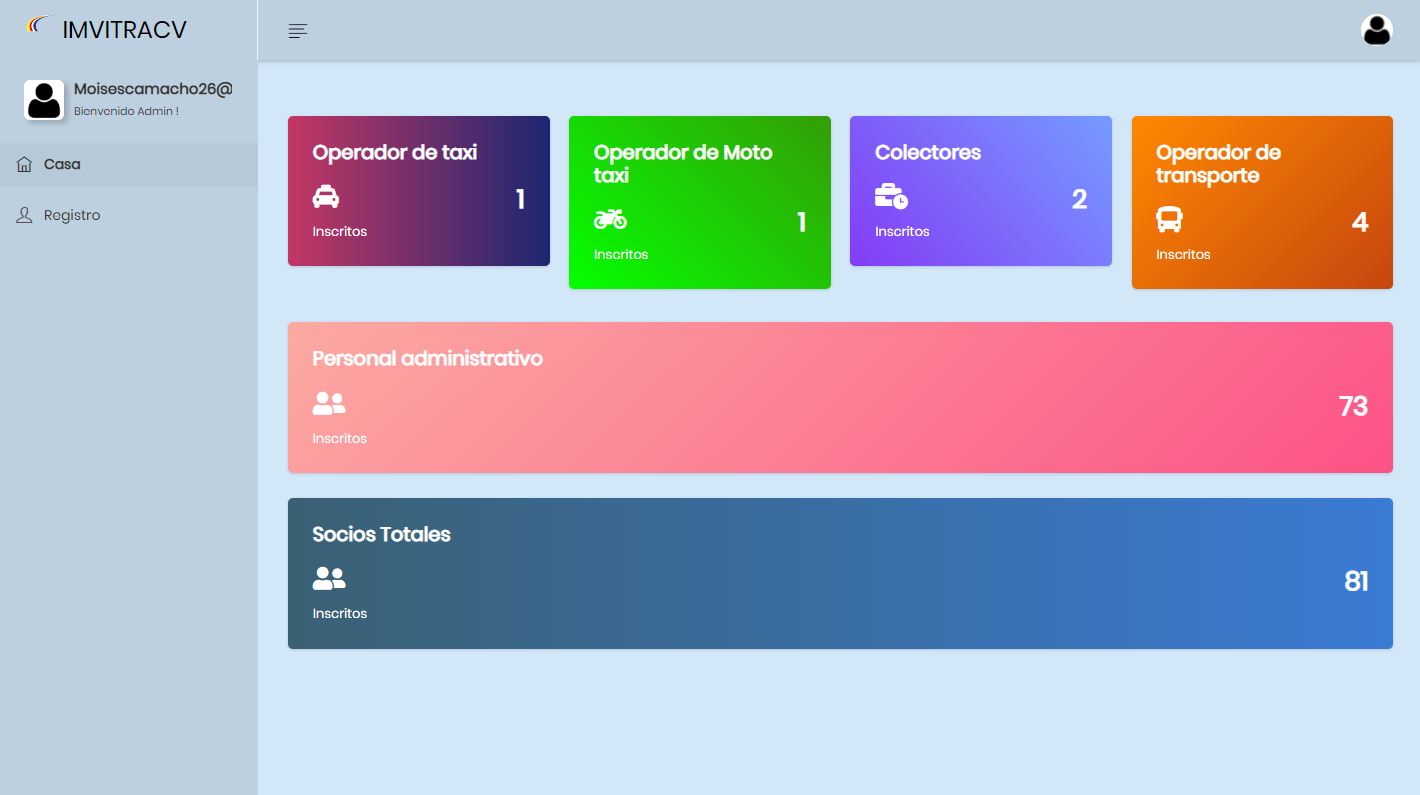 IMVITRACV
Moisescamacho26@
Bienvenido Admin !
Casa
Registro
Operador de taxi
1
Inscritos
Operador de Moto
taxi
1
Inscritos
Colectores
2
Inscritos
Operador de
transporte
4
Inscritos
Personal administrativo
73
Inscritos
Socios Totales
81
Inscritos